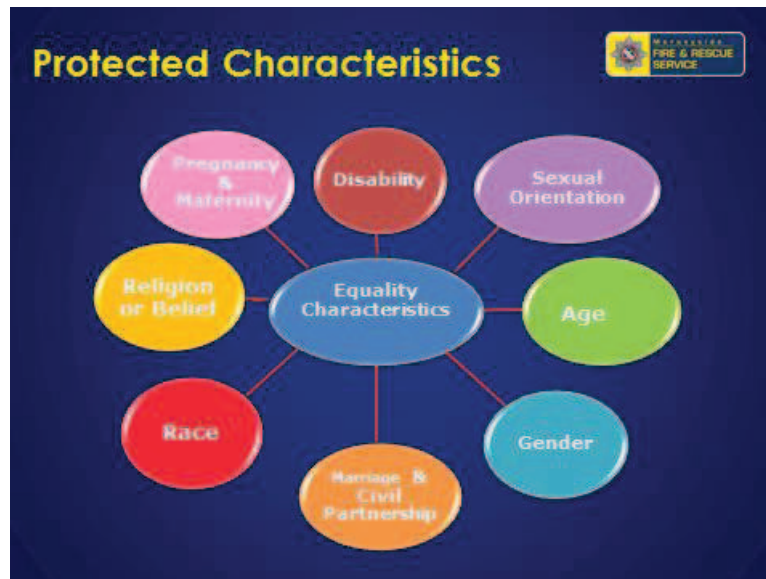 Protected Characteristics
Merseyside
FIRE & RESCUE
SERVICE
Pregnancy
&
Maternity
Disability
Sexual
Orientation
Religion
or Belief
Equality
Characteristics
Age
Race
Gender
Marriage &
Civil
Partnership